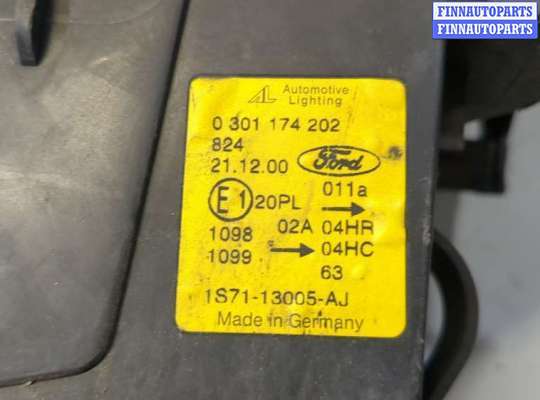 FINNAUTOPARTS
FINNAUTOPARTS
AL Automotive
Lighting
0 301 174 202
824
21.12.00 Ford
E1 20PL 011a
1098 02A 04HR
1099 04HC
63
1S71-13005-AJ
Made in Germany